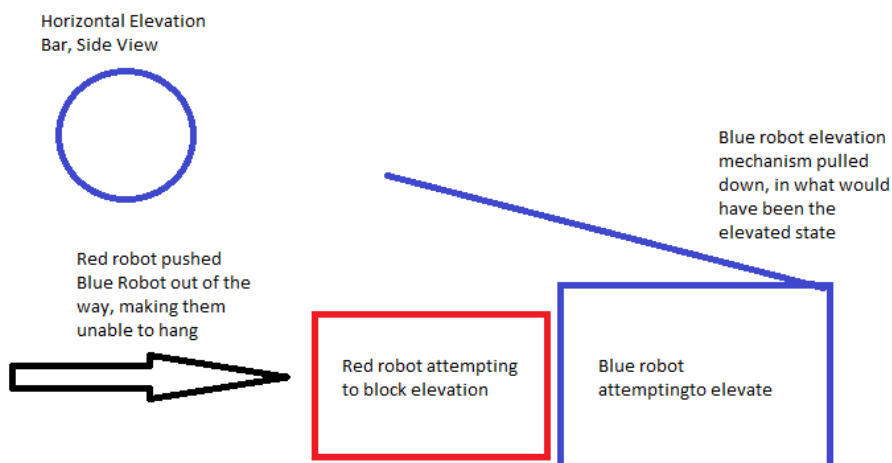 Horizontal Elevation
Bar, Side View
Blue robot elevation
mechanism pulled
down, in what would
have been the
elevated state
Red robot pushed
Blue Robot out of the
way, making them
unable to hang
Red robot attempting
to block elevation
Blue robot
attemptingto elevate